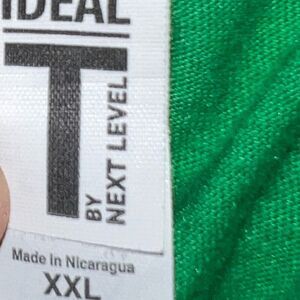 IDEAL
T
BY
NEXT LEVEL
Made in Nicaragua
XXL